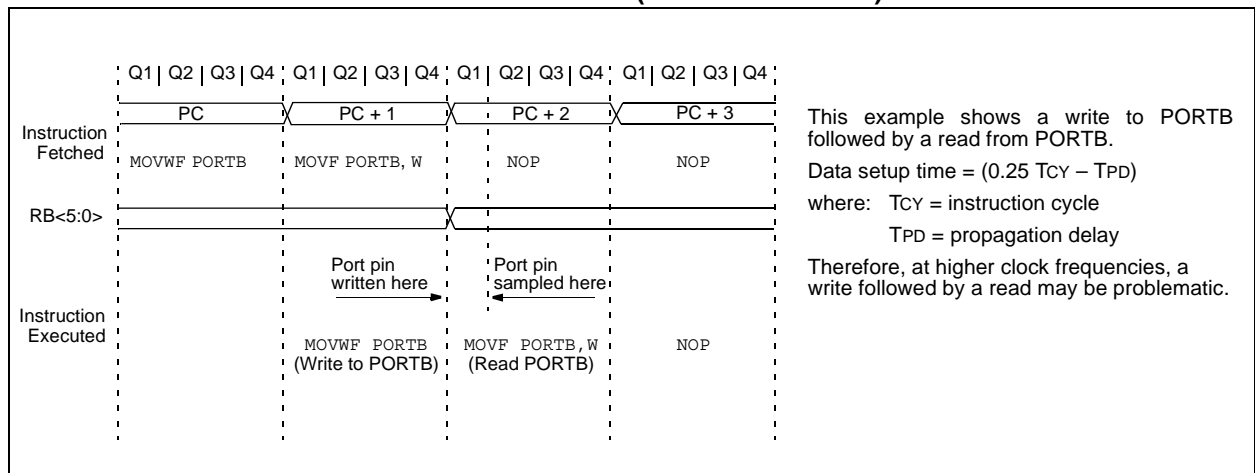 Q1 | Q2 | Q3 | Q4 Q1 | Q2 | Q3 | Q4 Q1 | Q2 | Q3 | Q4 Q1 | Q2 | Q3 | Q4
Instruction
Fetched
PC PC + 1 PC + 2 PC + 3
MOVWF PORTB MOVF PORTB, W NOP NOP
RB<5:0>
Port pin
written here
Port pin
sampled here
Instruction
Executed
MOVWF PORTB
(Write to PORTB)
MOVF PORTB,W
(Read PORTB)
NOP
This example shows a write to PORTB
followed by a read from PORTB.
Data setup time = (0.25 TCY – TPD)
where: TCY = instruction cycle
TPD = propagation delay
Therefore, at higher clock frequencies, a
write followed by a read may be problematic.